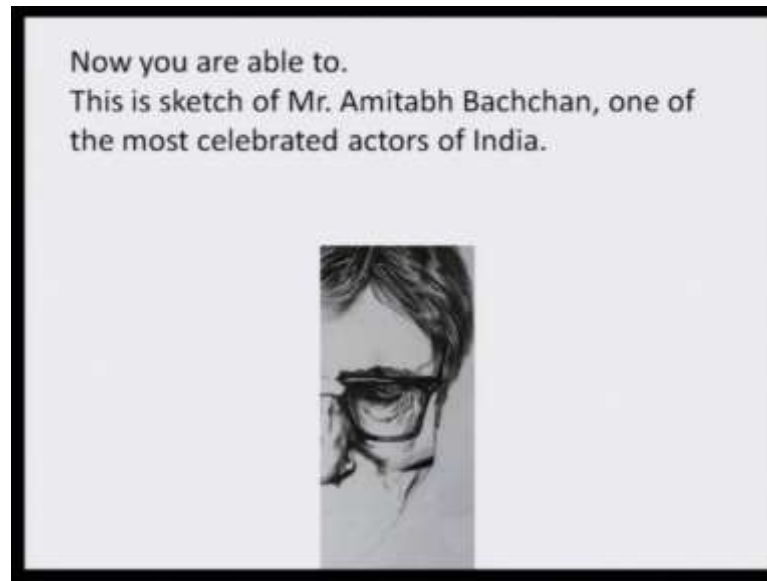 Now you are able to.
This is sketch of Mr. Amitabh Bachchan, one of
the most celebrated actors of India.